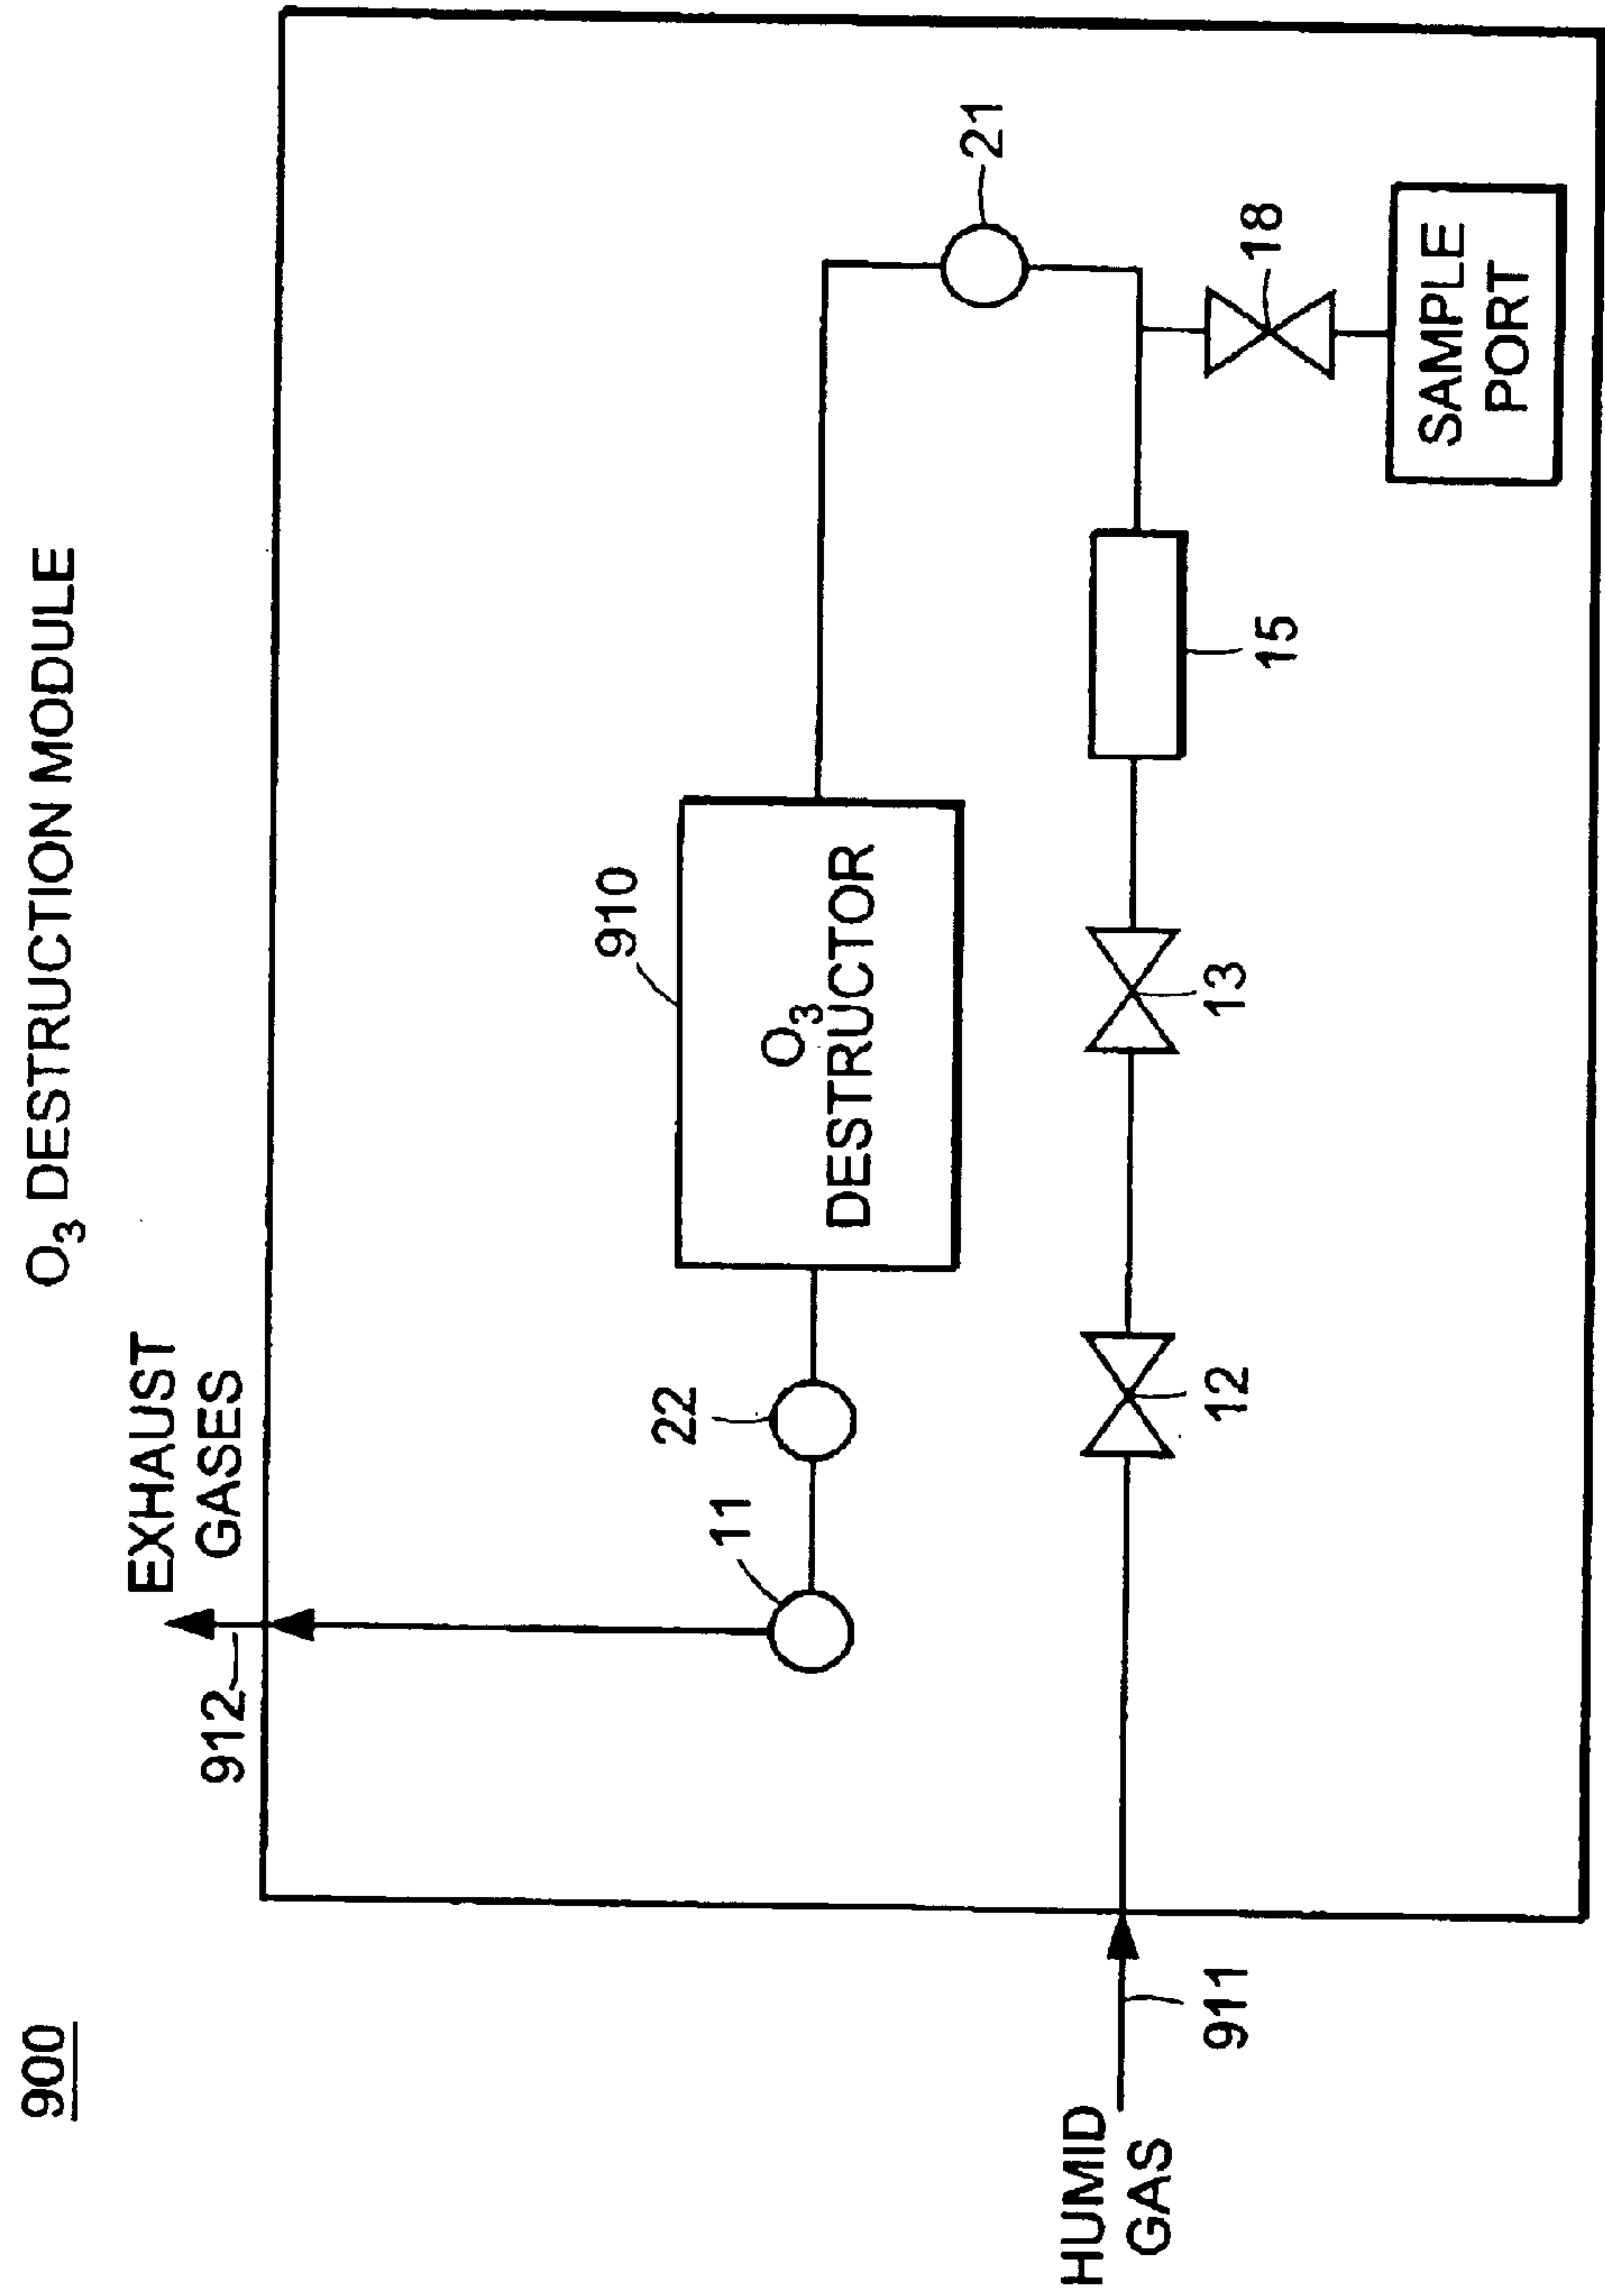 900
O₃ DESTRUCTION MODULE
EXHAUST
GASES
912
910
22
11
O₃
DESTRUCTOR
21
HUMID
GAS
911
12
13
15
18
SAMPLE
PORT